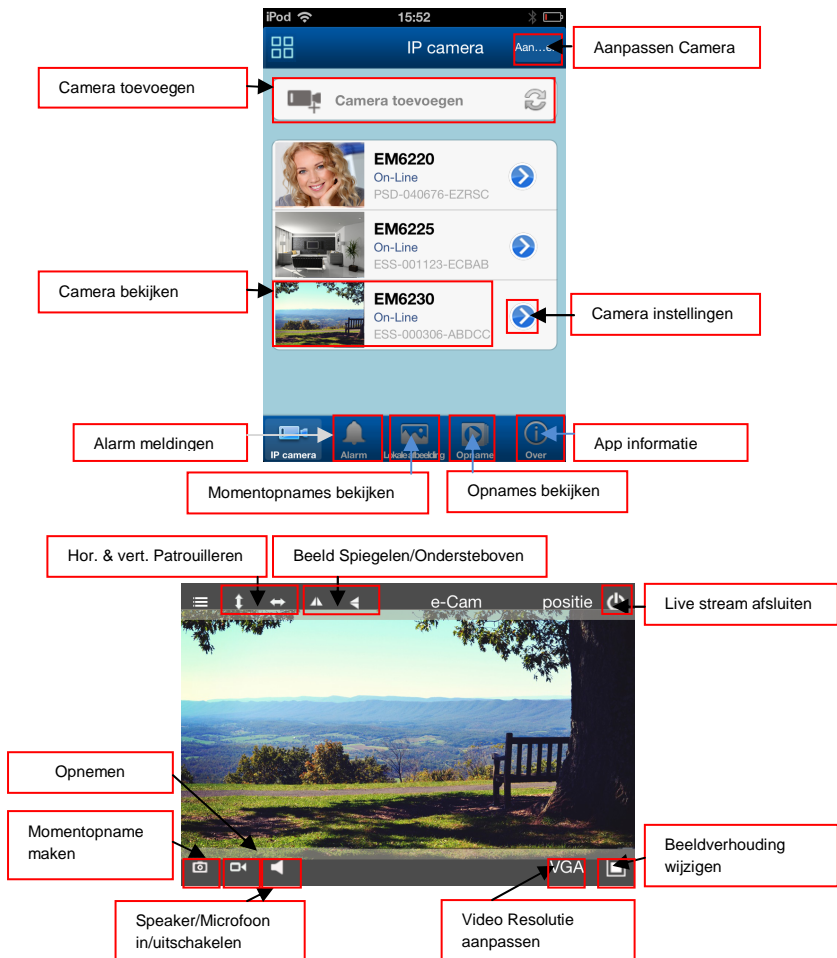 iPod 15:52
IP camera Aan...e.
Aanpassen Camera
Camera toevoegen
Camera toevoegen
EM6220
On-Line
PSD-040676-EZRSC
EM6225
On-Line
ESS-001123-ECBAB
Camera bekijken
EM6230
On-Line
ESS-000306-ABDCC
Camera instellingen
Alarm meldingen
IP camera Alarm Lokale afbeelding Opname Over
App informatie
Momentopnames bekijken
Opnames bekijken
Hor. & vert. Patrouilleren
Beeld Spiegelen/Ondersteboven
e-Cam positie
Live stream afsluiten
Opnemen
Momentopname
maken
VGA
Beeldverhouding
wijzigen
Speaker/Microfoon
in/uitschakelen
Video Resolutie
aanpassen